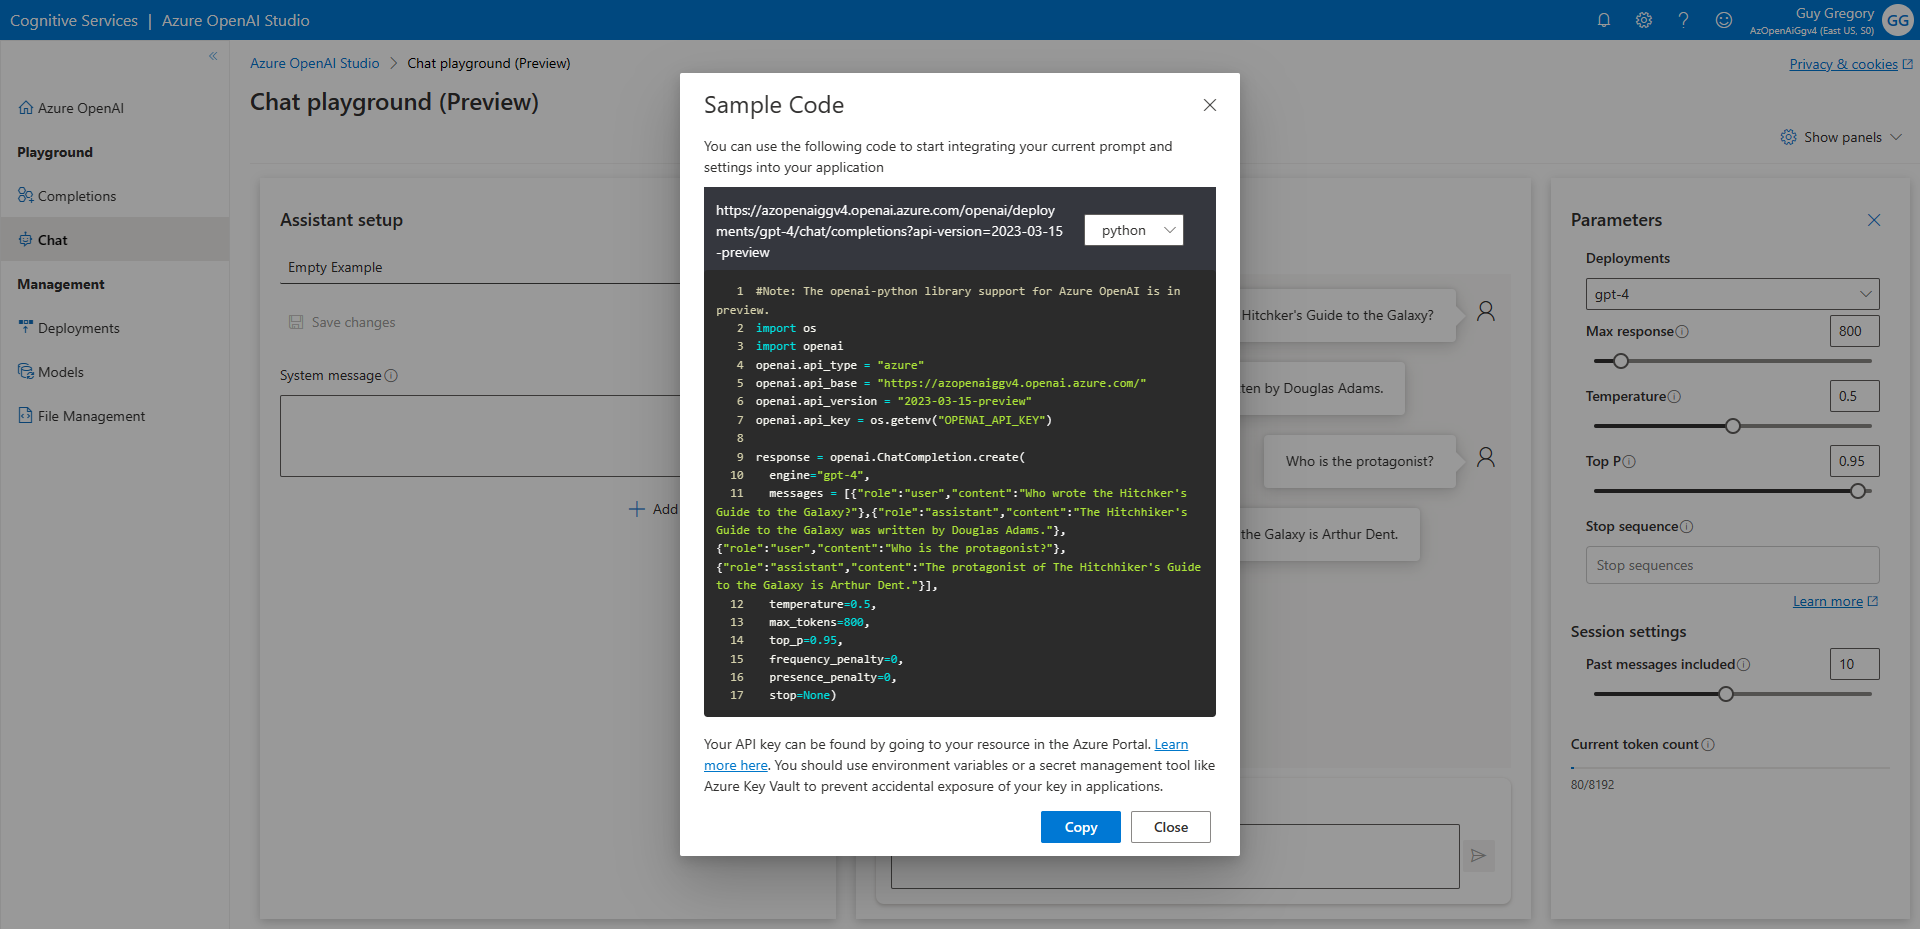 Cognitive Services | Azure OpenAI Studio
Guy Gregory
AzOpenAiGgv4 (East US, S0)
GG
Azure OpenAI Studio > Chat playground (Preview)
Privacy & cookies
Chat playground (Preview)
Show panels
Azure OpenAI
Playground
Completions
Chat
Management
Deployments
Models
File Management
Assistant setup
Empty Example
Save changes
System message
Add
Sample Code
You can use the following code to start integrating your current prompt and
settings into your application
https://azopenaiggv4.openai.azure.com/openai/deploy
ments/gpt-4/chat/completions?api-version=2023-03-15
-preview
python
1 #Note: The openai-python library support for Azure OpenAI is in
preview.
2 import os
3 import openai
4 openai.api_type = "azure"
5 openai.api_base = "https://azopenaiggv4.openai.azure.com/"
6 openai.api_version = "2023-03-15-preview"
7 openai.api_key = os.getenv("OPENAI_API_KEY")
8
9 response = openai.ChatCompletion.create(
10 engine="gpt-4",
11 messages = [{"role":"user","content":"Who wrote the Hitchker's
Guide to the Galaxy?"},{"role":"assistant","content":"The Hitchhiker's
Guide to the Galaxy was written by Douglas Adams."},
{"role":"user","content":"Who is the protagonist?"},
{"role":"assistant","content":"The protagonist of The Hitchhiker's Guide
to the Galaxy is Arthur Dent."}],
12 temperature=0.5,
13 max_tokens=800,
14 top_p=0.95,
15 frequency_penalty=0,
16 presence_penalty=0,
17 stop=None)
Your API key can be found by going to your resource in the Azure Portal. Learn
more here. You should use environment variables or a secret management tool like
Azure Key Vault to prevent accidental exposure of your key in applications.
Copy
Close
Hitchker's Guide to the Galaxy?
ten by Douglas Adams.
Who is the protagonist?
the Galaxy is Arthur Dent.
Parameters
Deployments
gpt-4
Max response
800
Temperature
0.5
Top P
0.95
Stop sequence
Stop sequences
Learn more
Session settings
Past messages included
10
Current token count
80/8192